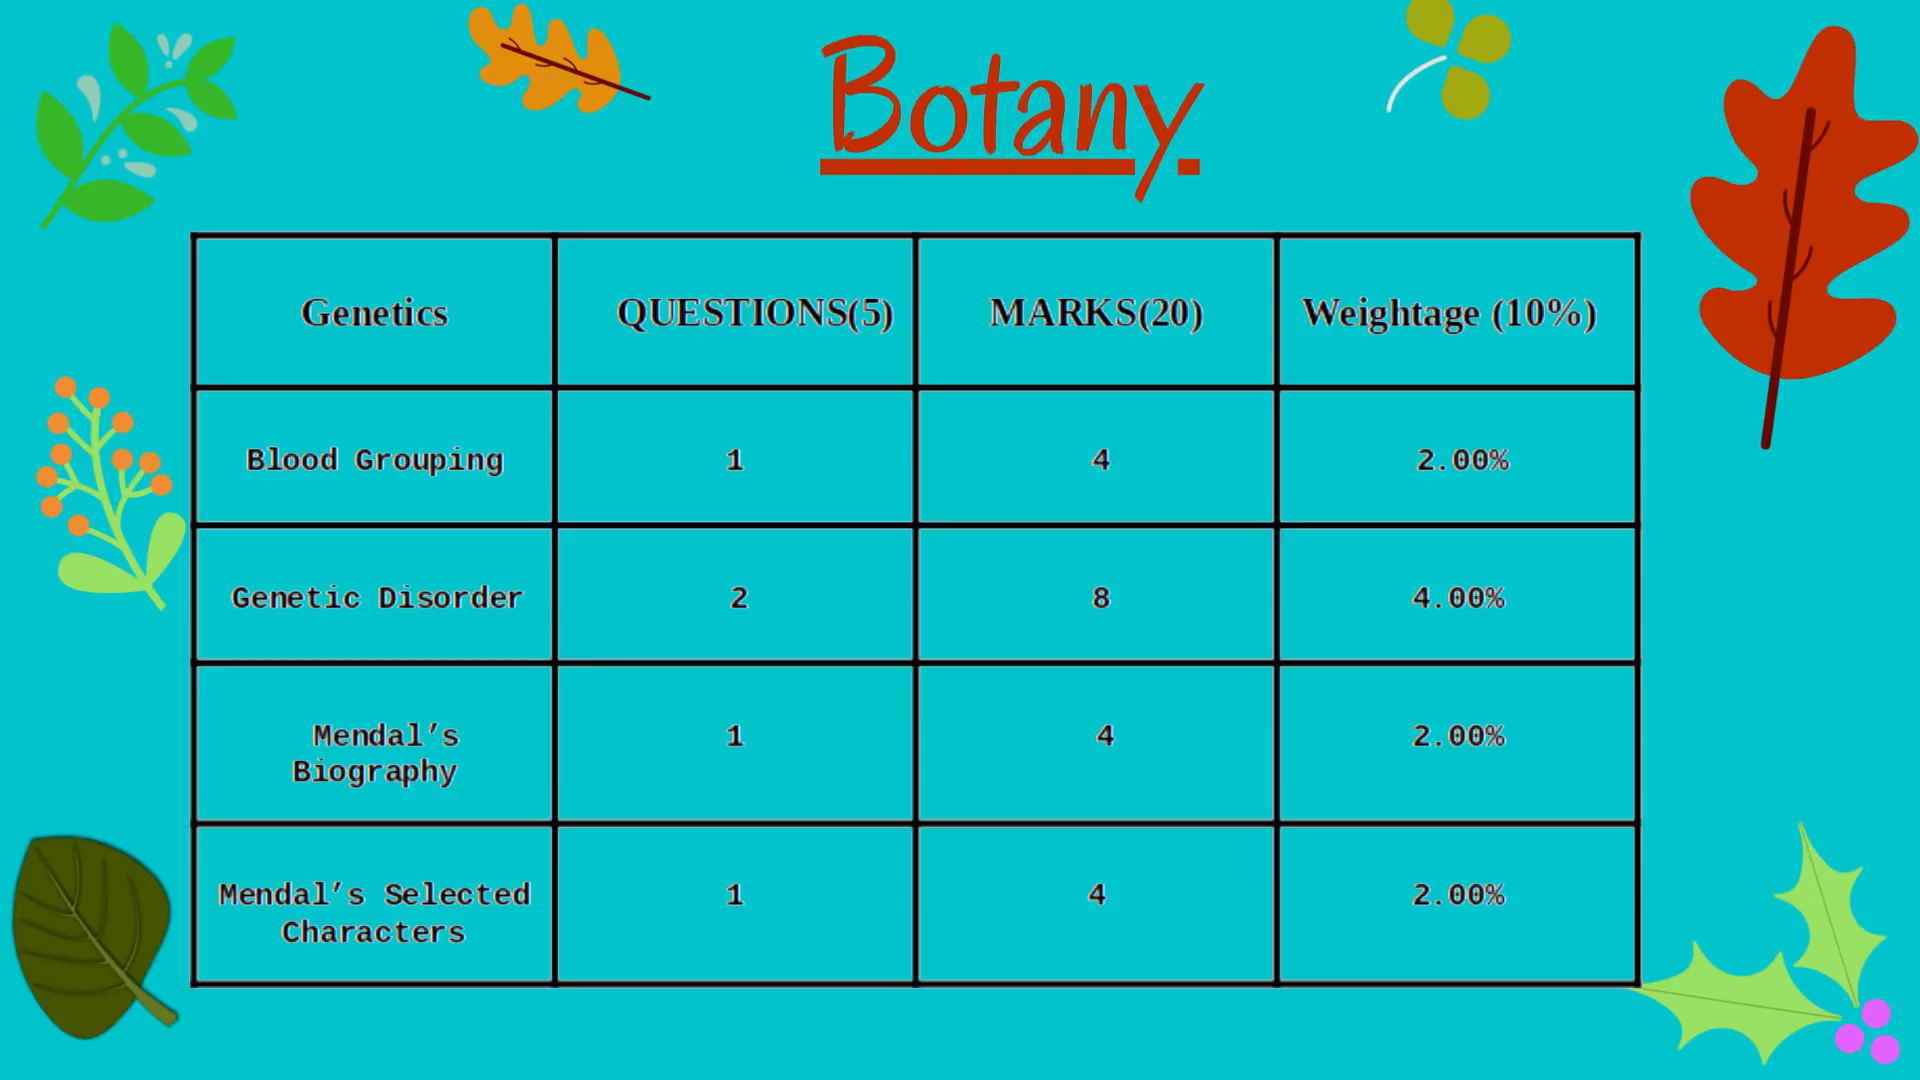 Botany
Genetics QUESTIONS(5) MARKS(20) Weightage (10%)
Blood Grouping 1 4 2.00%
Genetic Disorder 2 8 4.00%
Mendal’s 1 4 2.00%
Biography
Mendal’s Selected 1 4 2.00%
Characters